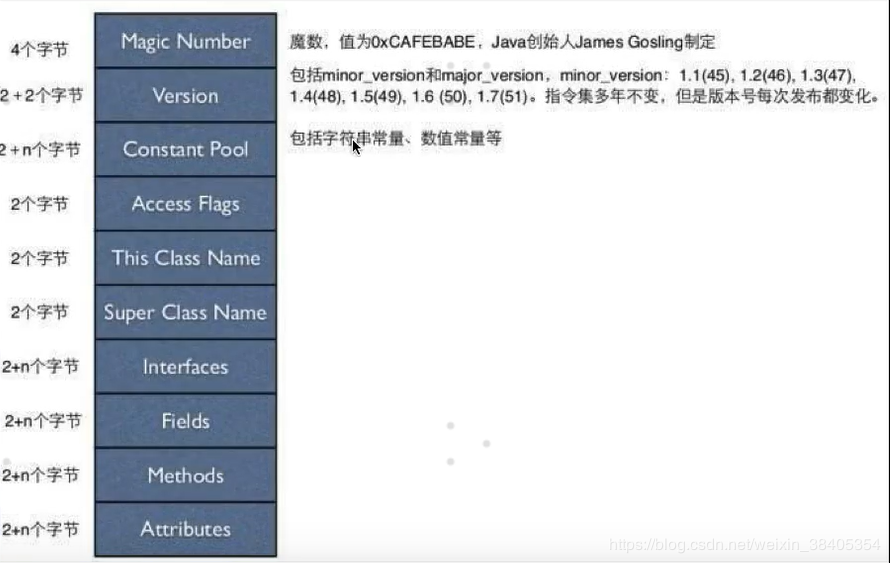 4个字节
Magic Number
魔数，值为0xCAFEBABE，Java创始人James Gosling制定
2+2个字节
Version
包括minor_version和major_version，minor_version：1.1(45), 1.2(46), 1.3(47),
1.4(48), 1.5(49), 1.6 (50), 1.7(51)。指令集多年不变，但是版本号每次发布都变化。
2+n个字节
Constant Pool
包括字符串常量、数值常量等
2个字节
Access Flags
2个字节
This Class Name
2个字节
Super Class Name
2+n个字节
Interfaces
2+n个字节
Fields
2+n个字节
Methods
2+n个字节
Attributes
https://blog.csdn.net/weixin_38405354